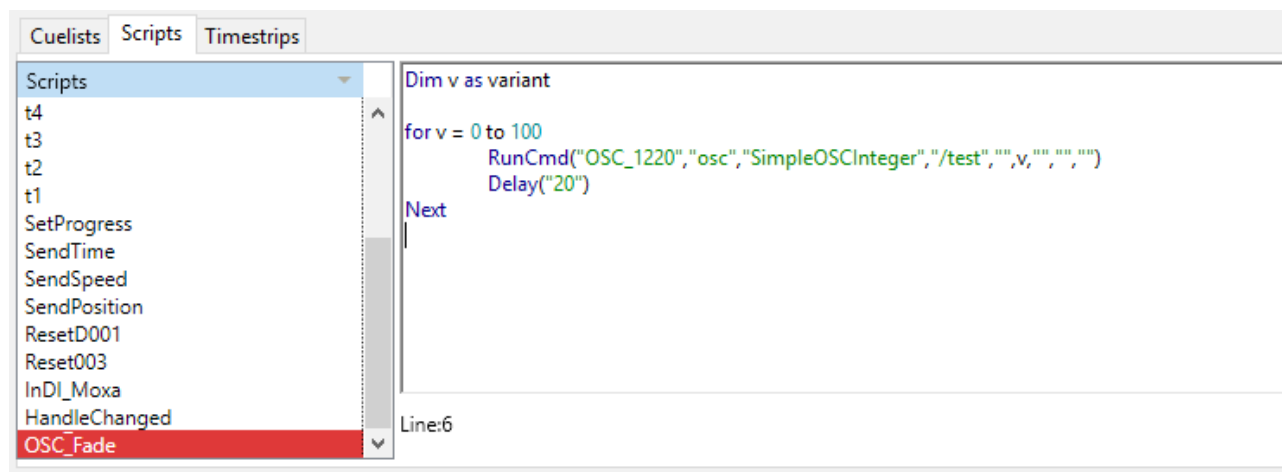 Cuelists Scripts Timestrips
Scripts
t4
t3
t2
t1
SetProgress
SendTime
SendSpeed
SendPosition
ResetD001
Reset003
InDI_Moxa
HandleChanged
OSC_Fade
Dim v as variant
for v = 0 to 100
RunCmd("OSC_1220","osc","SimpleOSCInteger","/test","",v,"","","")
Delay("20")
Next
Line:6